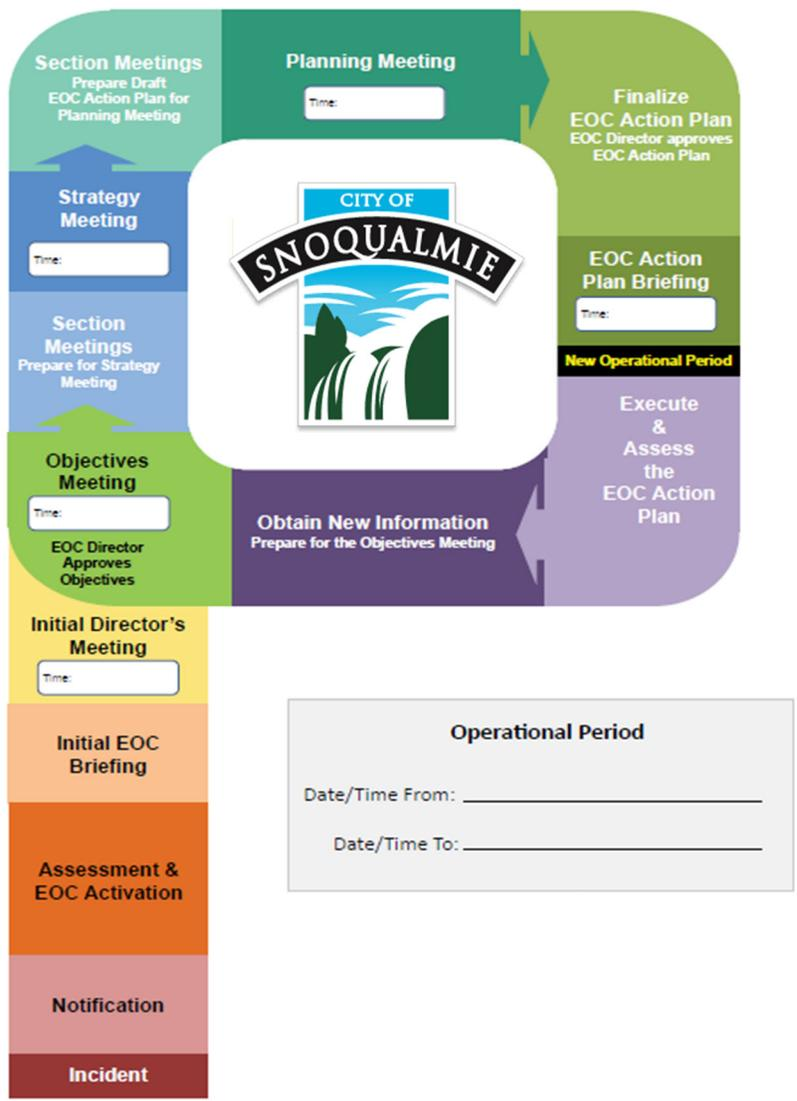 Section Meetings
Prepare Draft
EOC Action Plan for
Planning Meeting
Planning Meeting
Time:
Finalize
EOC Action Plan
EOC Director approves
EOC Action Plan
Strategy
Meeting
Time:
CITY OF
SNOQUALMIE
EOC Action
Plan Briefing
Time:
New Operational Period
Section
Meetings
Prepare for Strategy
Meeting
Execute
&
Assess
the
EOC Action
Plan
Objectives
Meeting
Time:
EOC Director
Approves
Objectives
Obtain New Information
Prepare for the Objectives Meeting
Initial Director's
Meeting
Time:
Initial EOC
Briefing
Assessment &
EOC Activation
Notification
Incident
Operational Period
Date/Time From:
Date/Time To: